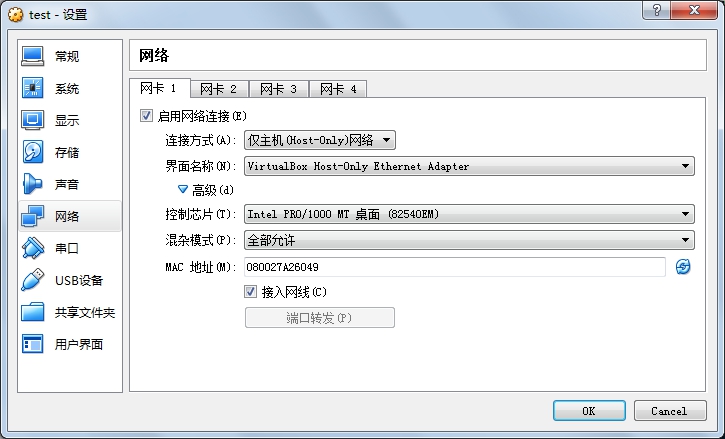 test - 设置
常规
系统
显示
存储
声音
网络
串口
USB设备
共享文件夹
用户界面
网络
网卡 1 网卡 2 网卡 3 网卡 4
启用网络连接(E)
连接方式(A): 仅主机(Host-Only)网络
界面名称(N): VirtualBox Host-Only Ethernet Adapter
高级(d)
控制芯片(T): Intel PRO/1000 MT 桌面 (82540EM)
混杂模式(P): 全部允许
MAC 地址(M): 080027A26049
接入网线(C)
端口转发(P)
OK Cancel